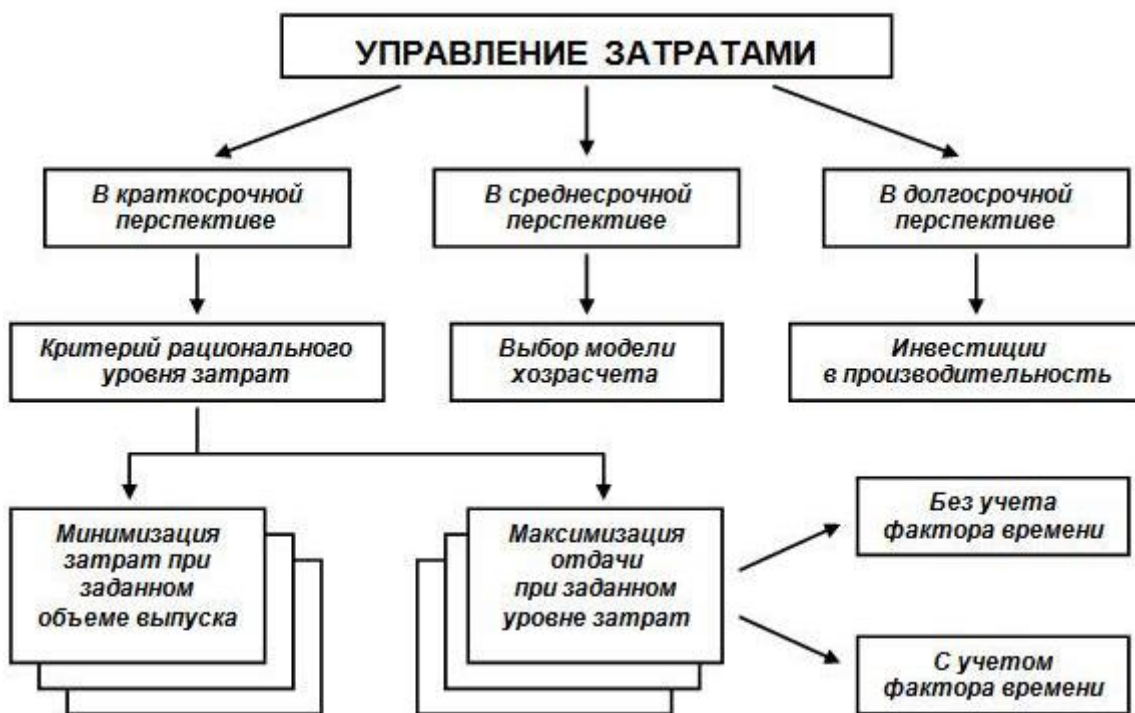 УПРАВЛЕНИЕ ЗАТРАТАМИ
В краткосрочной
перспективе
В среднесрочной
перспективе
В долгосрочной
перспективе
Критерий рационального
уровня затрат
Выбор модели
хозрасчета
Инвестиции
в производительность
Минимизация
затрат при
заданном
объеме выпуска
Максимизация
отдачи
при заданном
уровне затрат
Без учета
фактора времени
С учетом
фактора времени